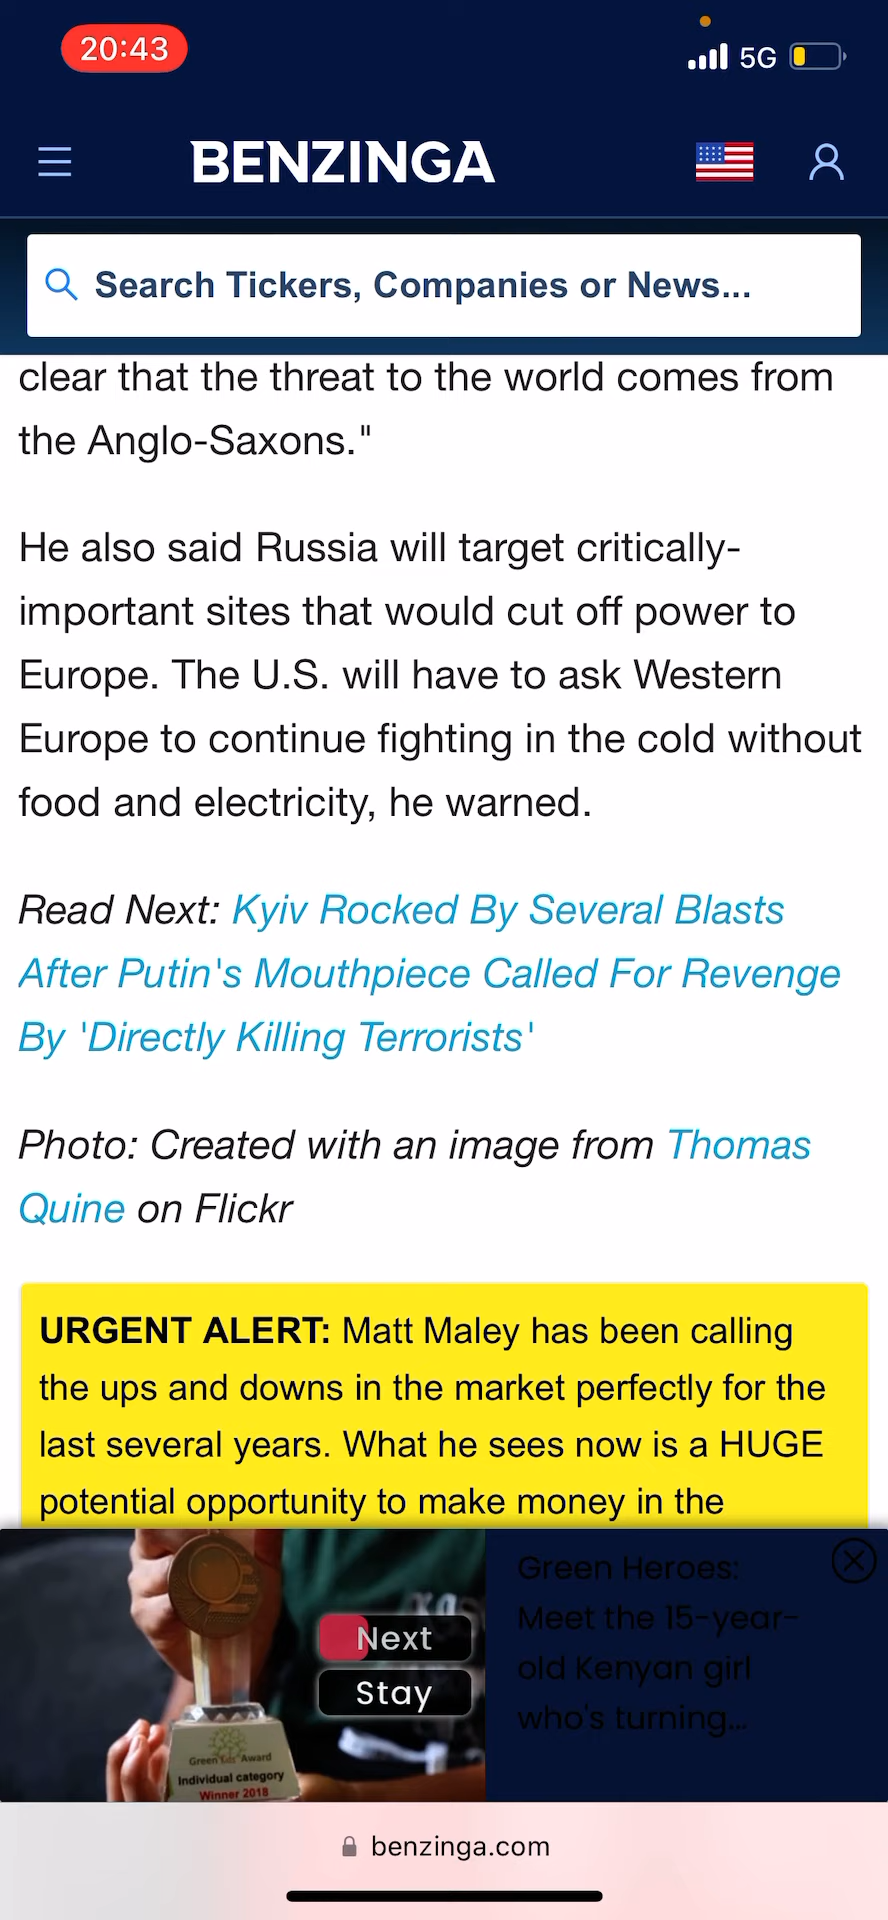 20:43
5G
BENZINGA
Search Tickers, Companies or News...
clear that the threat to the world comes from
the Anglo-Saxons."
He also said Russia will target critically-
important sites that would cut off power to
Europe. The U.S. will have to ask Western
Europe to continue fighting in the cold without
food and electricity, he warned.
Read Next: Kyiv Rocked By Several Blasts
After Putin's Mouthpiece Called For Revenge
By 'Directly Killing Terrorists'
Photo: Created with an image from Thomas
Quine on Flickr
URGENT ALERT: Matt Maley has been calling
the ups and downs in the market perfectly for the
last several years. What he sees now is a HUGE
potential opportunity to make money in the
Next
Stay
Green Kids Award
Individual category
Winner 2018
Green Heroes:
Meet the 15-year-
old Kenyan girl
who's turning...
benzinga.com